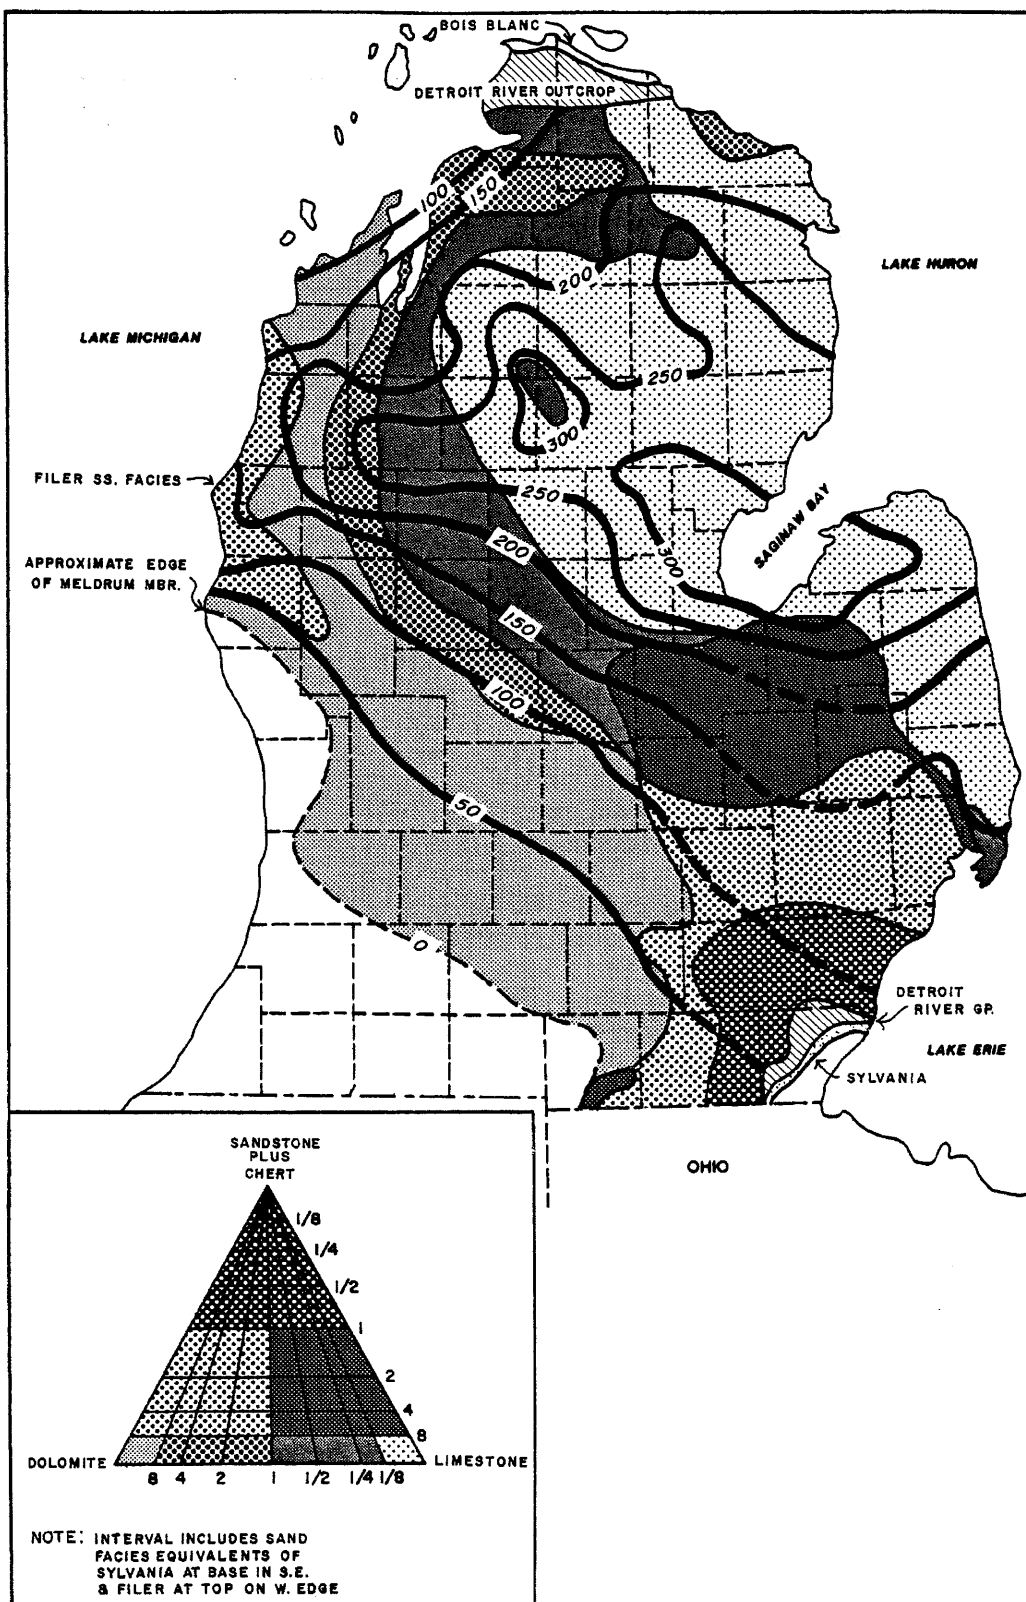 BOIS BLANC
DETROIT RIVER OUTCROP
100
150
LAKE HURON
200
LAKE MICHIGAN
250
300
FILER SS. FACIES
250
SAGINAW BAY
200
300
APPROXIMATE EDGE
OF MELDRUM MBR.
150
100
50
0
DETROIT
RIVER GP.
LAKE ERIE
SYLVANIA
OHIO
SANDSTONE
PLUS
CHERT
1/8
1/4
1/2
1
2
4
8
DOLOMITE
LIMESTONE
8 4 2 1 1/2 1/4 1/8
NOTE: INTERVAL INCLUDES SAND
FACIES EQUIVALENTS OF
SYLVANIA AT BASE IN S.E.
& FILER AT TOP ON W. EDGE